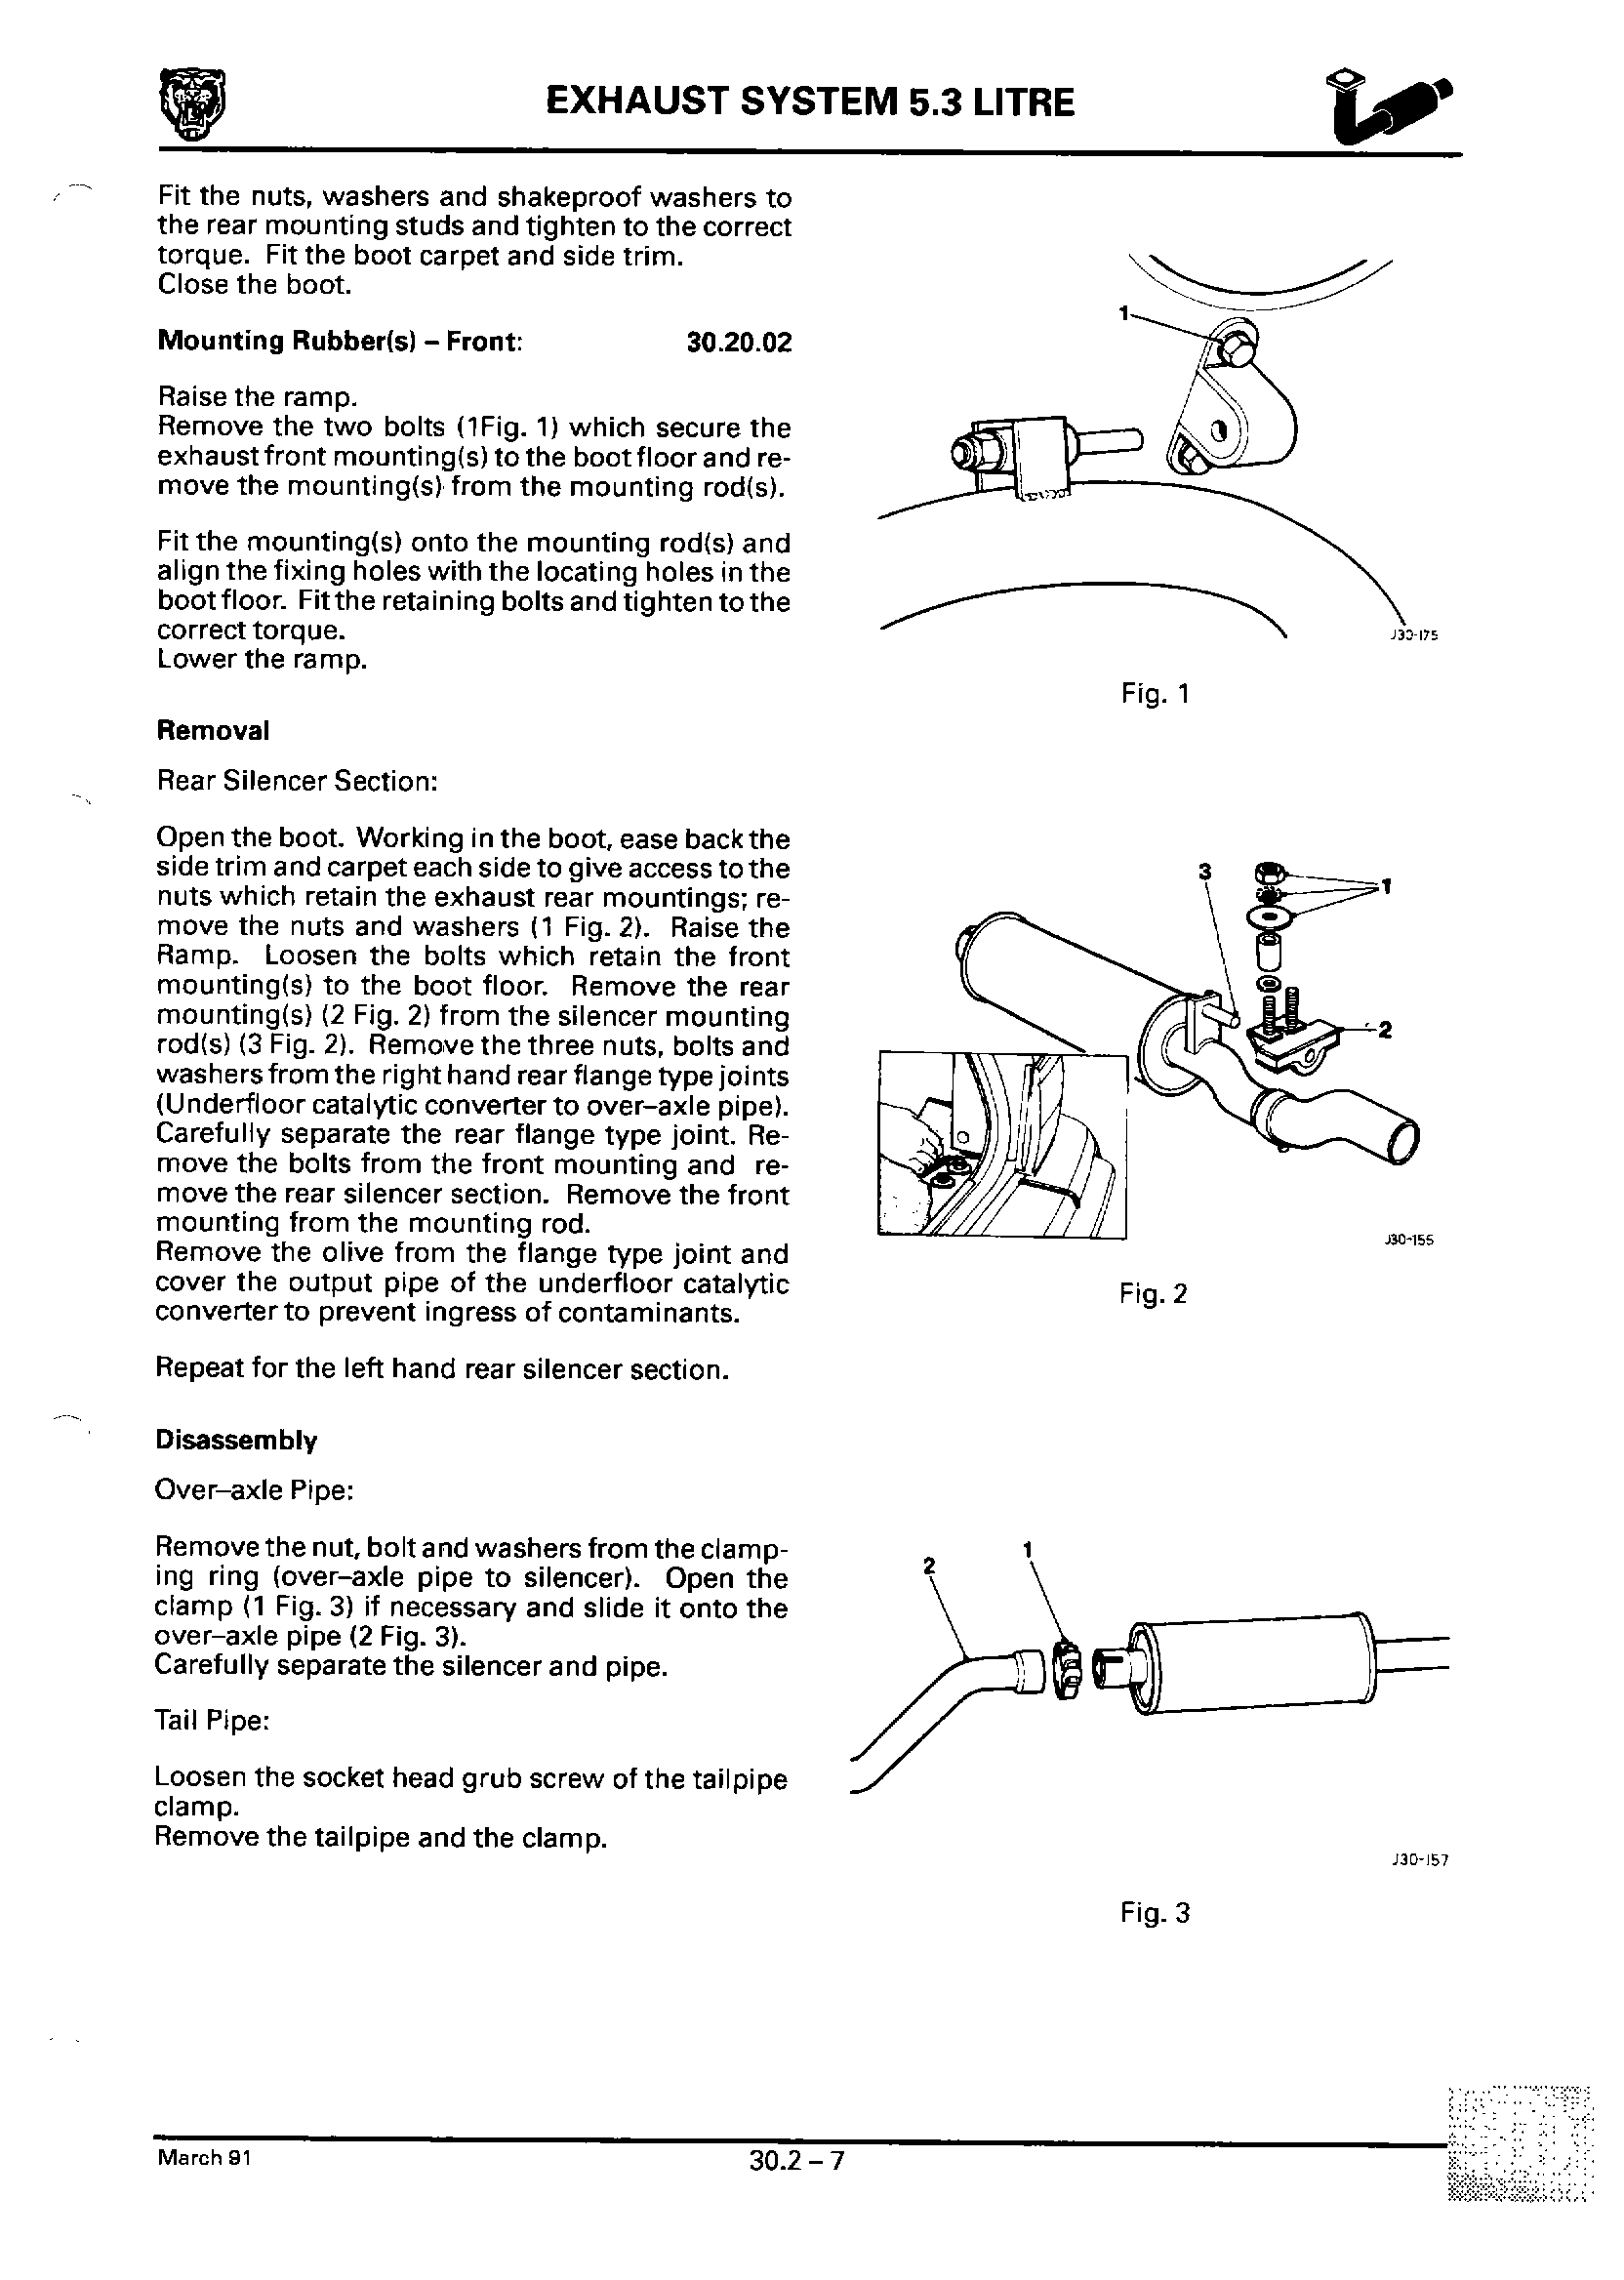 EXHAUST SYSTEM 5.3 LITRE
Fit the nuts, washers and shakeproof washers to
the rear mounting studs and tighten to the correct
torque. Fit the boot carpet and side trim.
Close the boot.
Mounting Rubber(s) – Front: 30.20.02
Raise the ramp.
Remove the two bolts (1Fig. 1) which secure the
exhaust front mounting(s) to the boot floor and re-
move the mounting(s) from the mounting rod(s).
Fit the mounting(s) onto the mounting rod(s) and
align the fixing holes with the locating holes in the
boot floor. Fit the retaining bolts and tighten to the
correct torque.
Lower the ramp.
Removal
Rear Silencer Section:
Open the boot. Working in the boot, ease back the
side trim and carpet each side to give access to the
nuts which retain the exhaust rear mountings; re-
move the nuts and washers (1 Fig. 2). Raise the
Ramp. Loosen the bolts which retain the front
mounting(s) to the boot floor. Remove the rear
mounting(s) (2 Fig. 2) from the silencer mounting
rod(s) (3 Fig. 2). Remove the three nuts, bolts and
washers from the right hand rear flange type joints
(Underfloor catalytic converter to over–axle pipe).
Carefully separate the rear flange type joint. Re-
move the bolts from the front mounting and re-
move the rear silencer section. Remove the front
mounting from the mounting rod.
Remove the olive from the flange type joint and
cover the output pipe of the underfloor catalytic
converter to prevent ingress of contaminants.
Repeat for the left hand rear silencer section.
Disassembly
Over–axle Pipe:
Remove the nut, bolt and washers from the clamp-
ing ring (over–axle pipe to silencer). Open the
clamp (1 Fig. 3) if necessary and slide it onto the
over–axle pipe (2 Fig. 3).
Carefully separate the silencer and pipe.
Tail Pipe:
Loosen the socket head grub screw of the tailpipe
clamp.
Remove the tailpipe and the clamp.
1
J30-175
Fig. 1
3
1
2
J30-155
Fig. 2
2
1
J30-157
Fig. 3
March 91
30.2 – 7